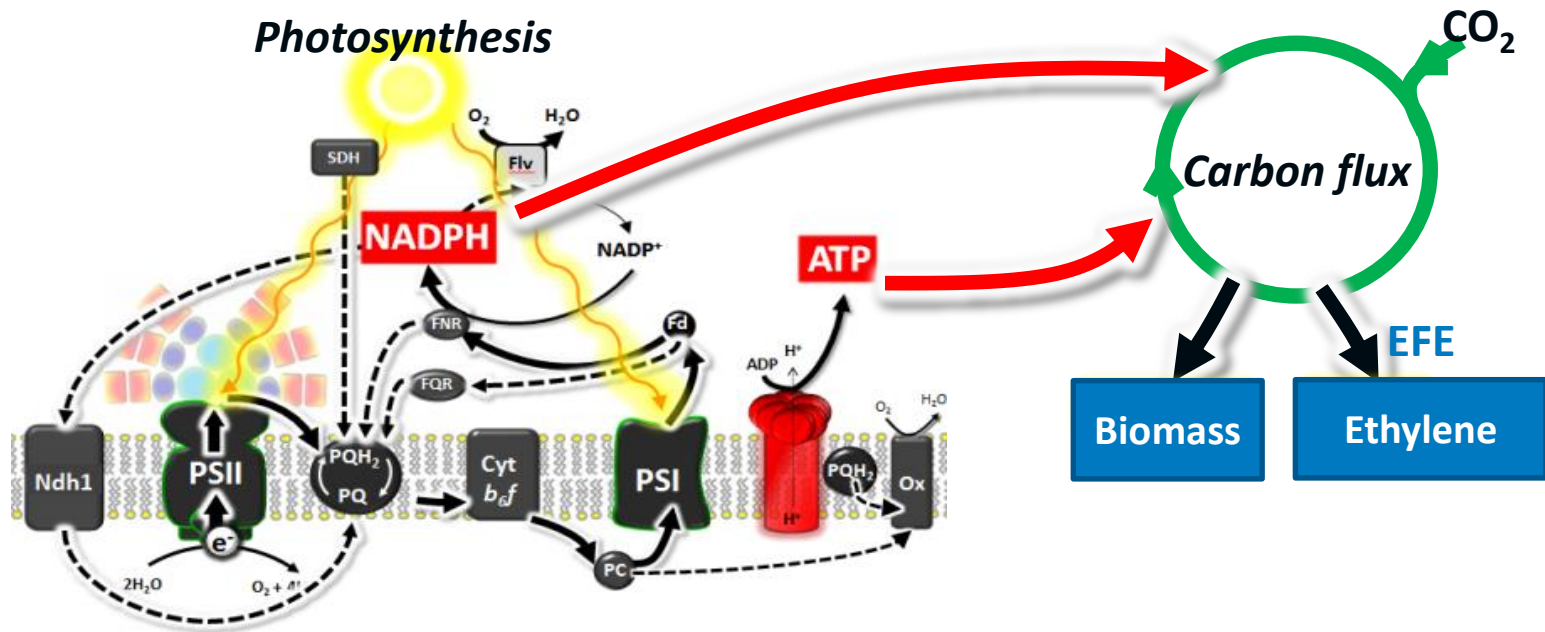 Photosynthesis
CO₂
O₂
H₂O
SDH
Flv
Carbon flux
NADPH
NADP⁺
ATP
FNR
Fd
ADP
H⁺
EFE
FQR
O₂
H₂O
Biomass
Ethylene
Ndh1
PSII
PQH₂
PQ
Cyt
b₆f
PSI
PQH₂
Ox
H⁺
e⁻
PC
2H₂O
O₂ +